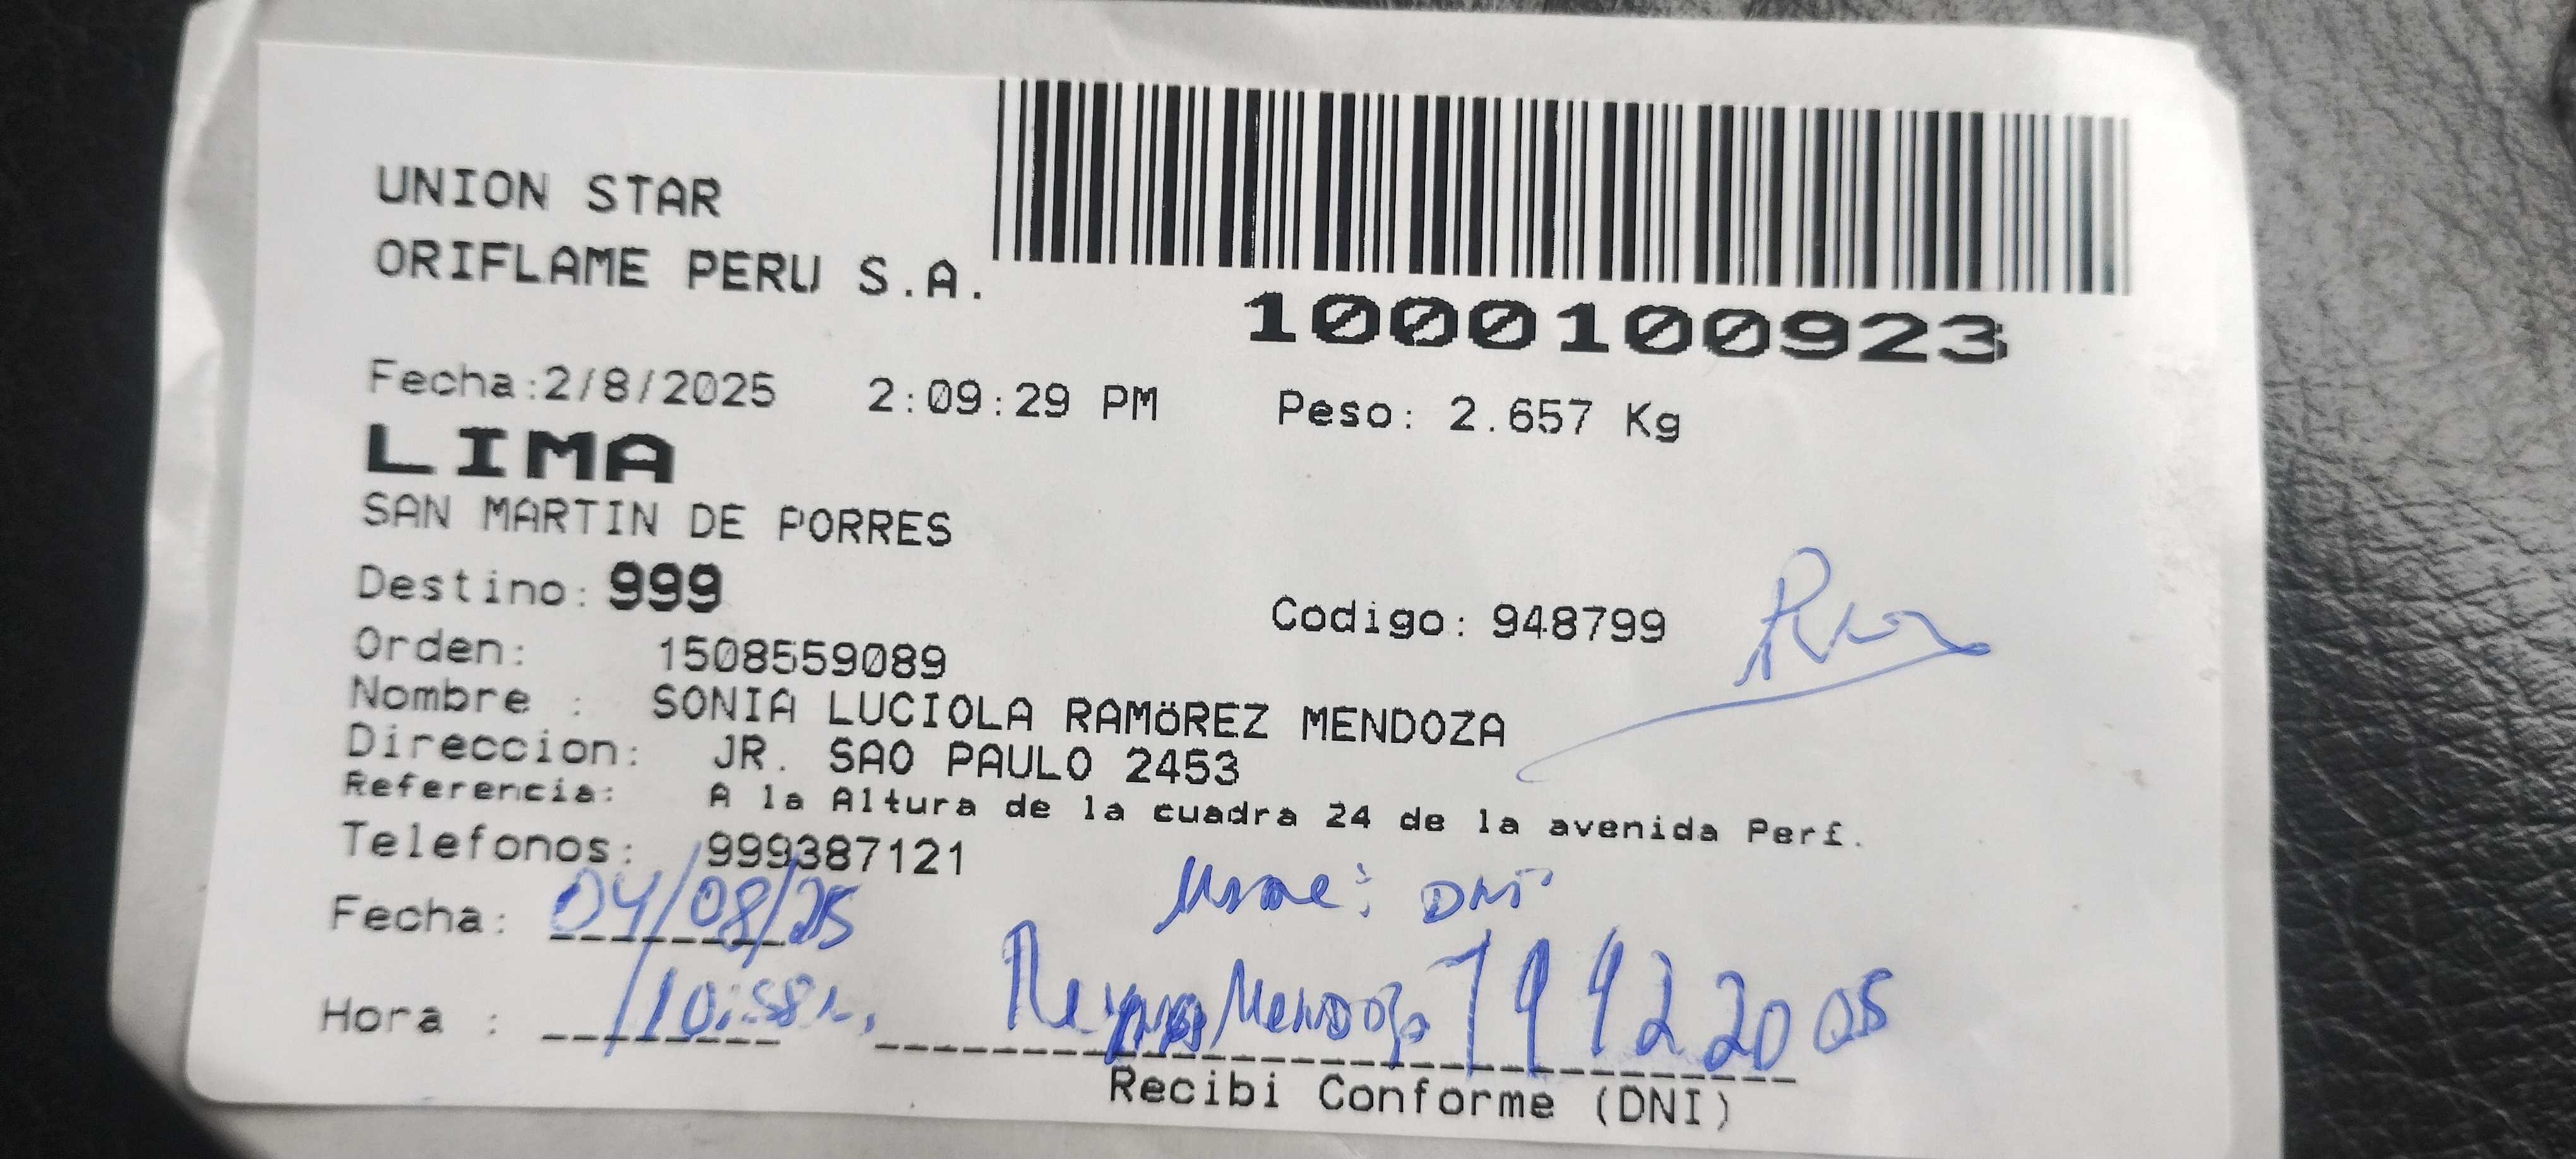 UNION STAR
ORIFLAME PERU S.A.
1000100923
Fecha:2/8/2025 2:09:29 PM Peso: 2.657 Kg
LIMA
SAN MARTIN DE PORRES
Destino: 999
Codigo: 948799
Orden: 1508559089
Nombre : SONIA LUCIOLA RAMÖREZ MENDOZA
Direccion: JR. SAO PAULO 2453
Referencia: A la Altura de la cuadra 24 de la avenida Perf.
Telefonos: 999387121
DNI
Fecha: 04/08/25
Hora : 10:58 Mendoza
Recibi Conforme (DNI)